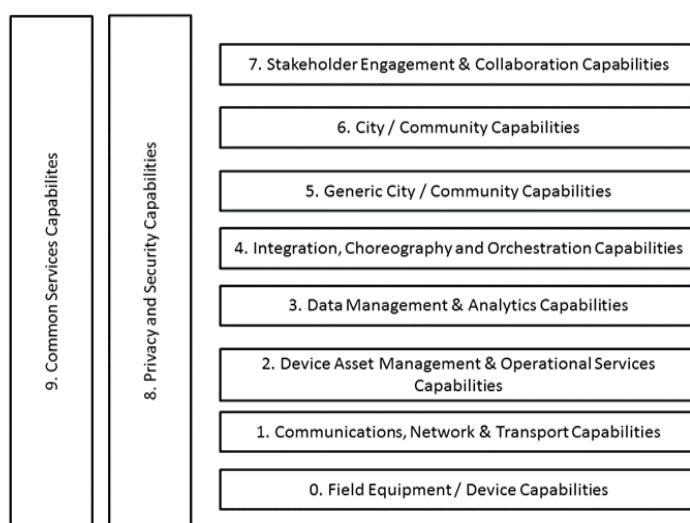 9. Common Services Capabilites
8. Privacy and Security Capabilities
7. Stakeholder Engagement & Collaboration Capabilities
6. City / Community Capabilities
5. Generic City / Community Capabilities
4. Integration, Choreography and Orchestration Capabilities
3. Data Management & Analytics Capabilities
2. Device Asset Management & Operational Services
Capabilities
1. Communications, Network & Transport Capabilities
0. Field Equipment / Device Capabilities